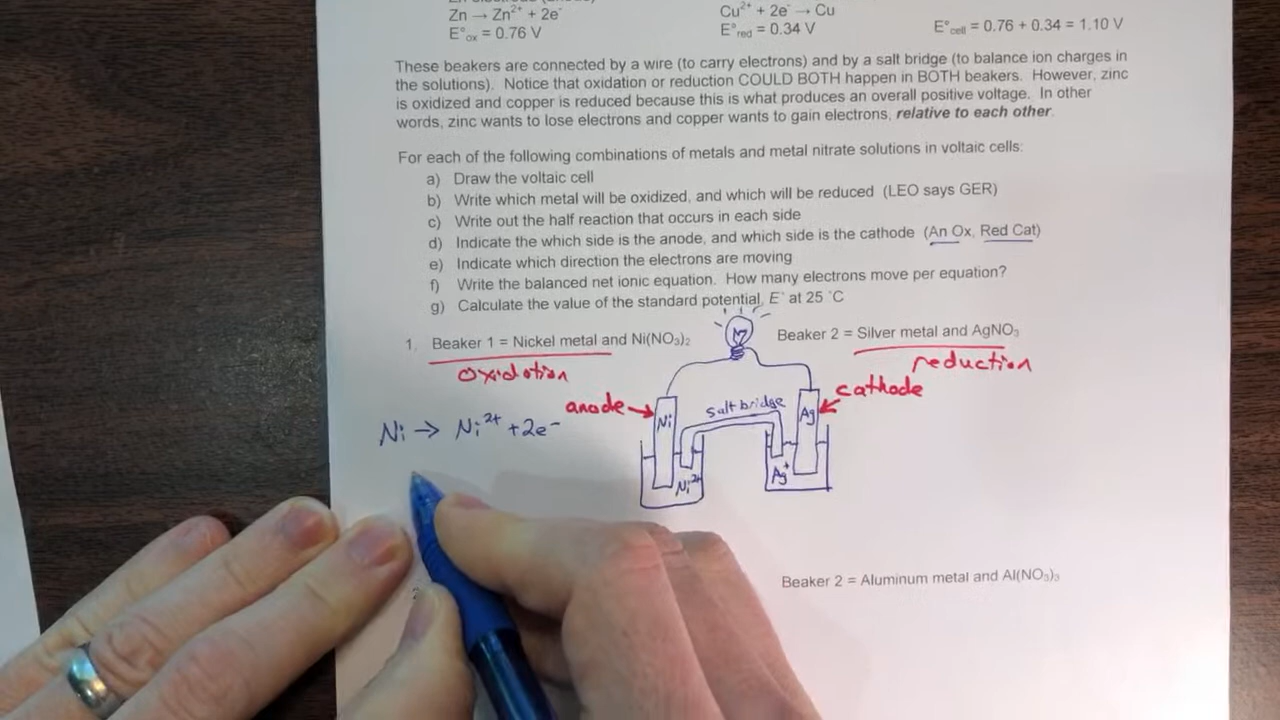 Zn → Zn²⁺ + 2e⁻ Cu²⁺ + 2e⁻ → Cu
E°ox = 0.76 V E°red = 0.34 V E°cell = 0.76 + 0.34 = 1.10 V
These beakers are connected by a wire (to carry electrons) and by a salt bridge (to balance ion charges in
the solutions). Notice that oxidation or reduction COULD BOTH happen in BOTH beakers. However, zinc
is oxidized and copper is reduced because this is what produces an overall positive voltage. In other
words, zinc wants to lose electrons and copper wants to gain electrons, relative to each other.
For each of the following combinations of metals and metal nitrate solutions in voltaic cells:
a) Draw the voltaic cell
b) Write which metal will be oxidized, and which will be reduced (LEO says GER)
c) Write out the half reaction that occurs in each side
d) Indicate the which side is the anode, and which side is the cathode (An Ox, Red Cat)
e) Indicate which direction the electrons are moving
f) Write the balanced net ionic equation. How many electrons move per equation?
g) Calculate the value of the standard potential, E° at 25 °C
1. Beaker 1 = Nickel metal and Ni(NO₃)₂ Beaker 2 = Silver metal and AgNO₃
oxidation reduction
anode cathode
Ni Salt bridge Ag
Ni → Ni²⁺ + 2e⁻
Ni²⁺ Ag⁺
Beaker 2 = Aluminum metal and Al(NO₃)₃